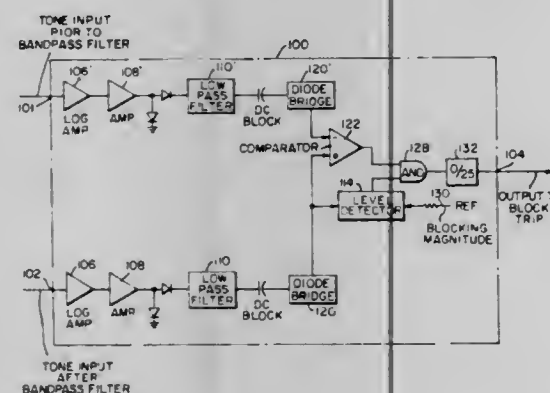 TONE INPUT
PRIOR TO
BANDPASS FILTER
100
106'
108'
110'
120'
101
LOG
AMP
AMP
LOW
PASS
FILTER
DC
BLOCK
DIODE
BRIDGE
122
COMPARATOR
128
AND
132
0/25
104
OUTPUT
BLOCK
TRIP
114
LEVEL
DETECTOR
130
REF
BLOCKING
MAGNITUDE
102
106
108
110
LOG
AMP
AMP
LOW
PASS
FILTER
DC
BLOCK
DIODE
BRIDGE
120
TONE INPUT
AFTER
BANDPASS FILTER